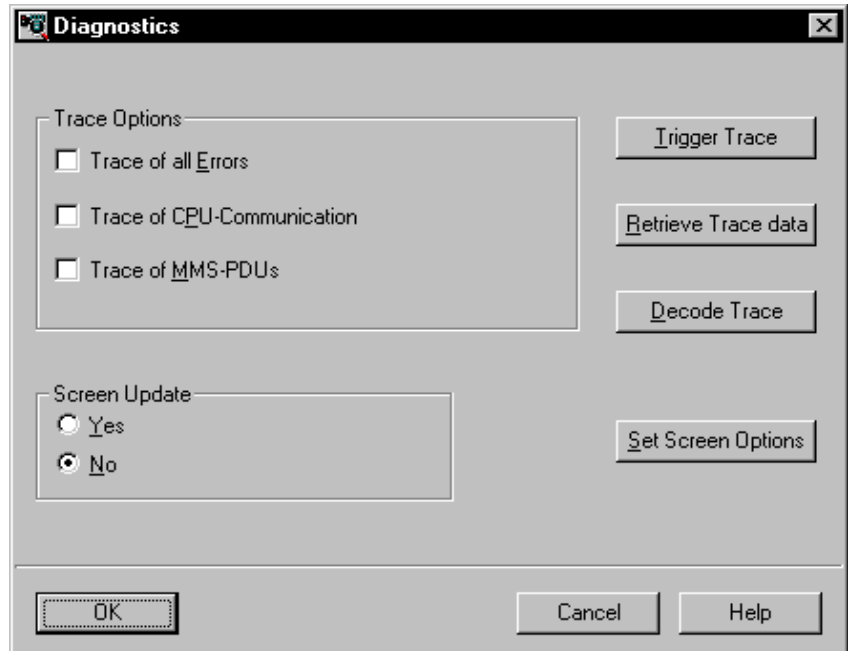 Diagnostics
Trace Options
Trace of all Errors
Trace of CPU-Communication
Trace of MMS-PDUs
Trigger Trace
Retrieve Trace data
Decode Trace
Screen Update
Yes
No
Set Screen Options
OK
Cancel
Help